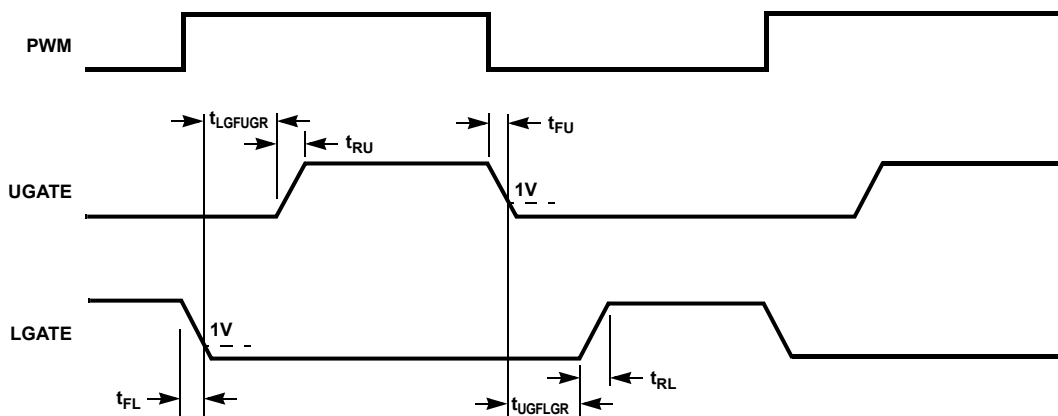 PWM
tLGFUGR
tFU
tRU
UGATE
1V
LGATE
1V
tFL
tRL
tUGFLGR